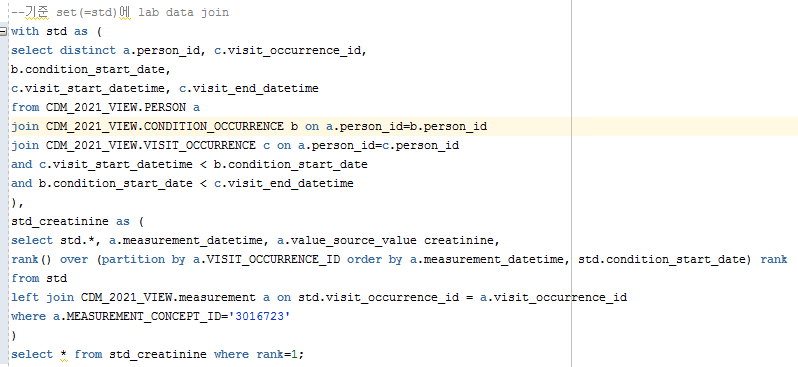 --기준 set(=std)에 lab data join
with std as (
select distinct a.person_id, c.visit_occurrence_id,
b.condition_start_date,
c.visit_start_datetime, c.visit_end_datetime
from CDM_2021_VIEW.PERSON a
join CDM_2021_VIEW.CONDITION_OCCURRENCE b on a.person_id=b.person_id
join CDM_2021_VIEW.VISIT_OCCURRENCE c on a.person_id=c.person_id
and c.visit_start_datetime < b.condition_start_date
and b.condition_start_date < c.visit_end_datetime
),
std_creatinine as (
select std.*, a.measurement_datetime, a.value_source_value creatinine,
rank() over (partition by a.VISIT_OCCURRENCE_ID order by a.measurement_datetime, std.condition_start_date) rank
from std
left join CDM_2021_VIEW.measurement a on std.visit_occurrence_id = a.visit_occurrence_id
where a.MEASUREMENT_CONCEPT_ID='3016723'
)
select * from std_creatinine where rank=1;